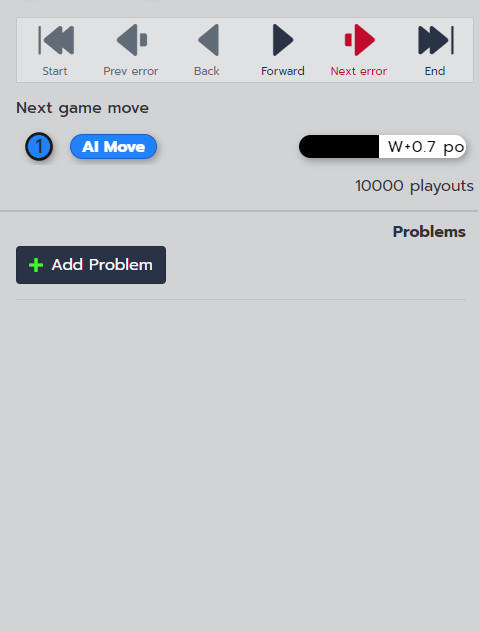 Start Prev error Back Forward Next error End
Next game move
1 AI Move W+0.7 po
10000 playouts
Problems
Add Problem